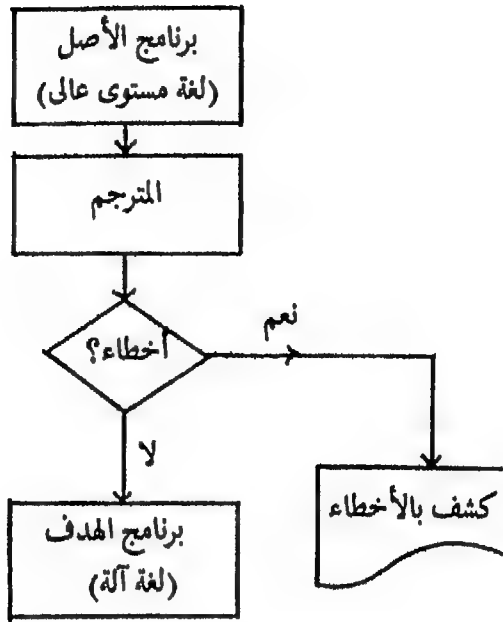 برنامج الأصل
(لغة مستوى عالى)
المترجم
أخطاء؟
نعم
لا
كشف بالأخطاء
برنامج الهدف
(لغة آلة)